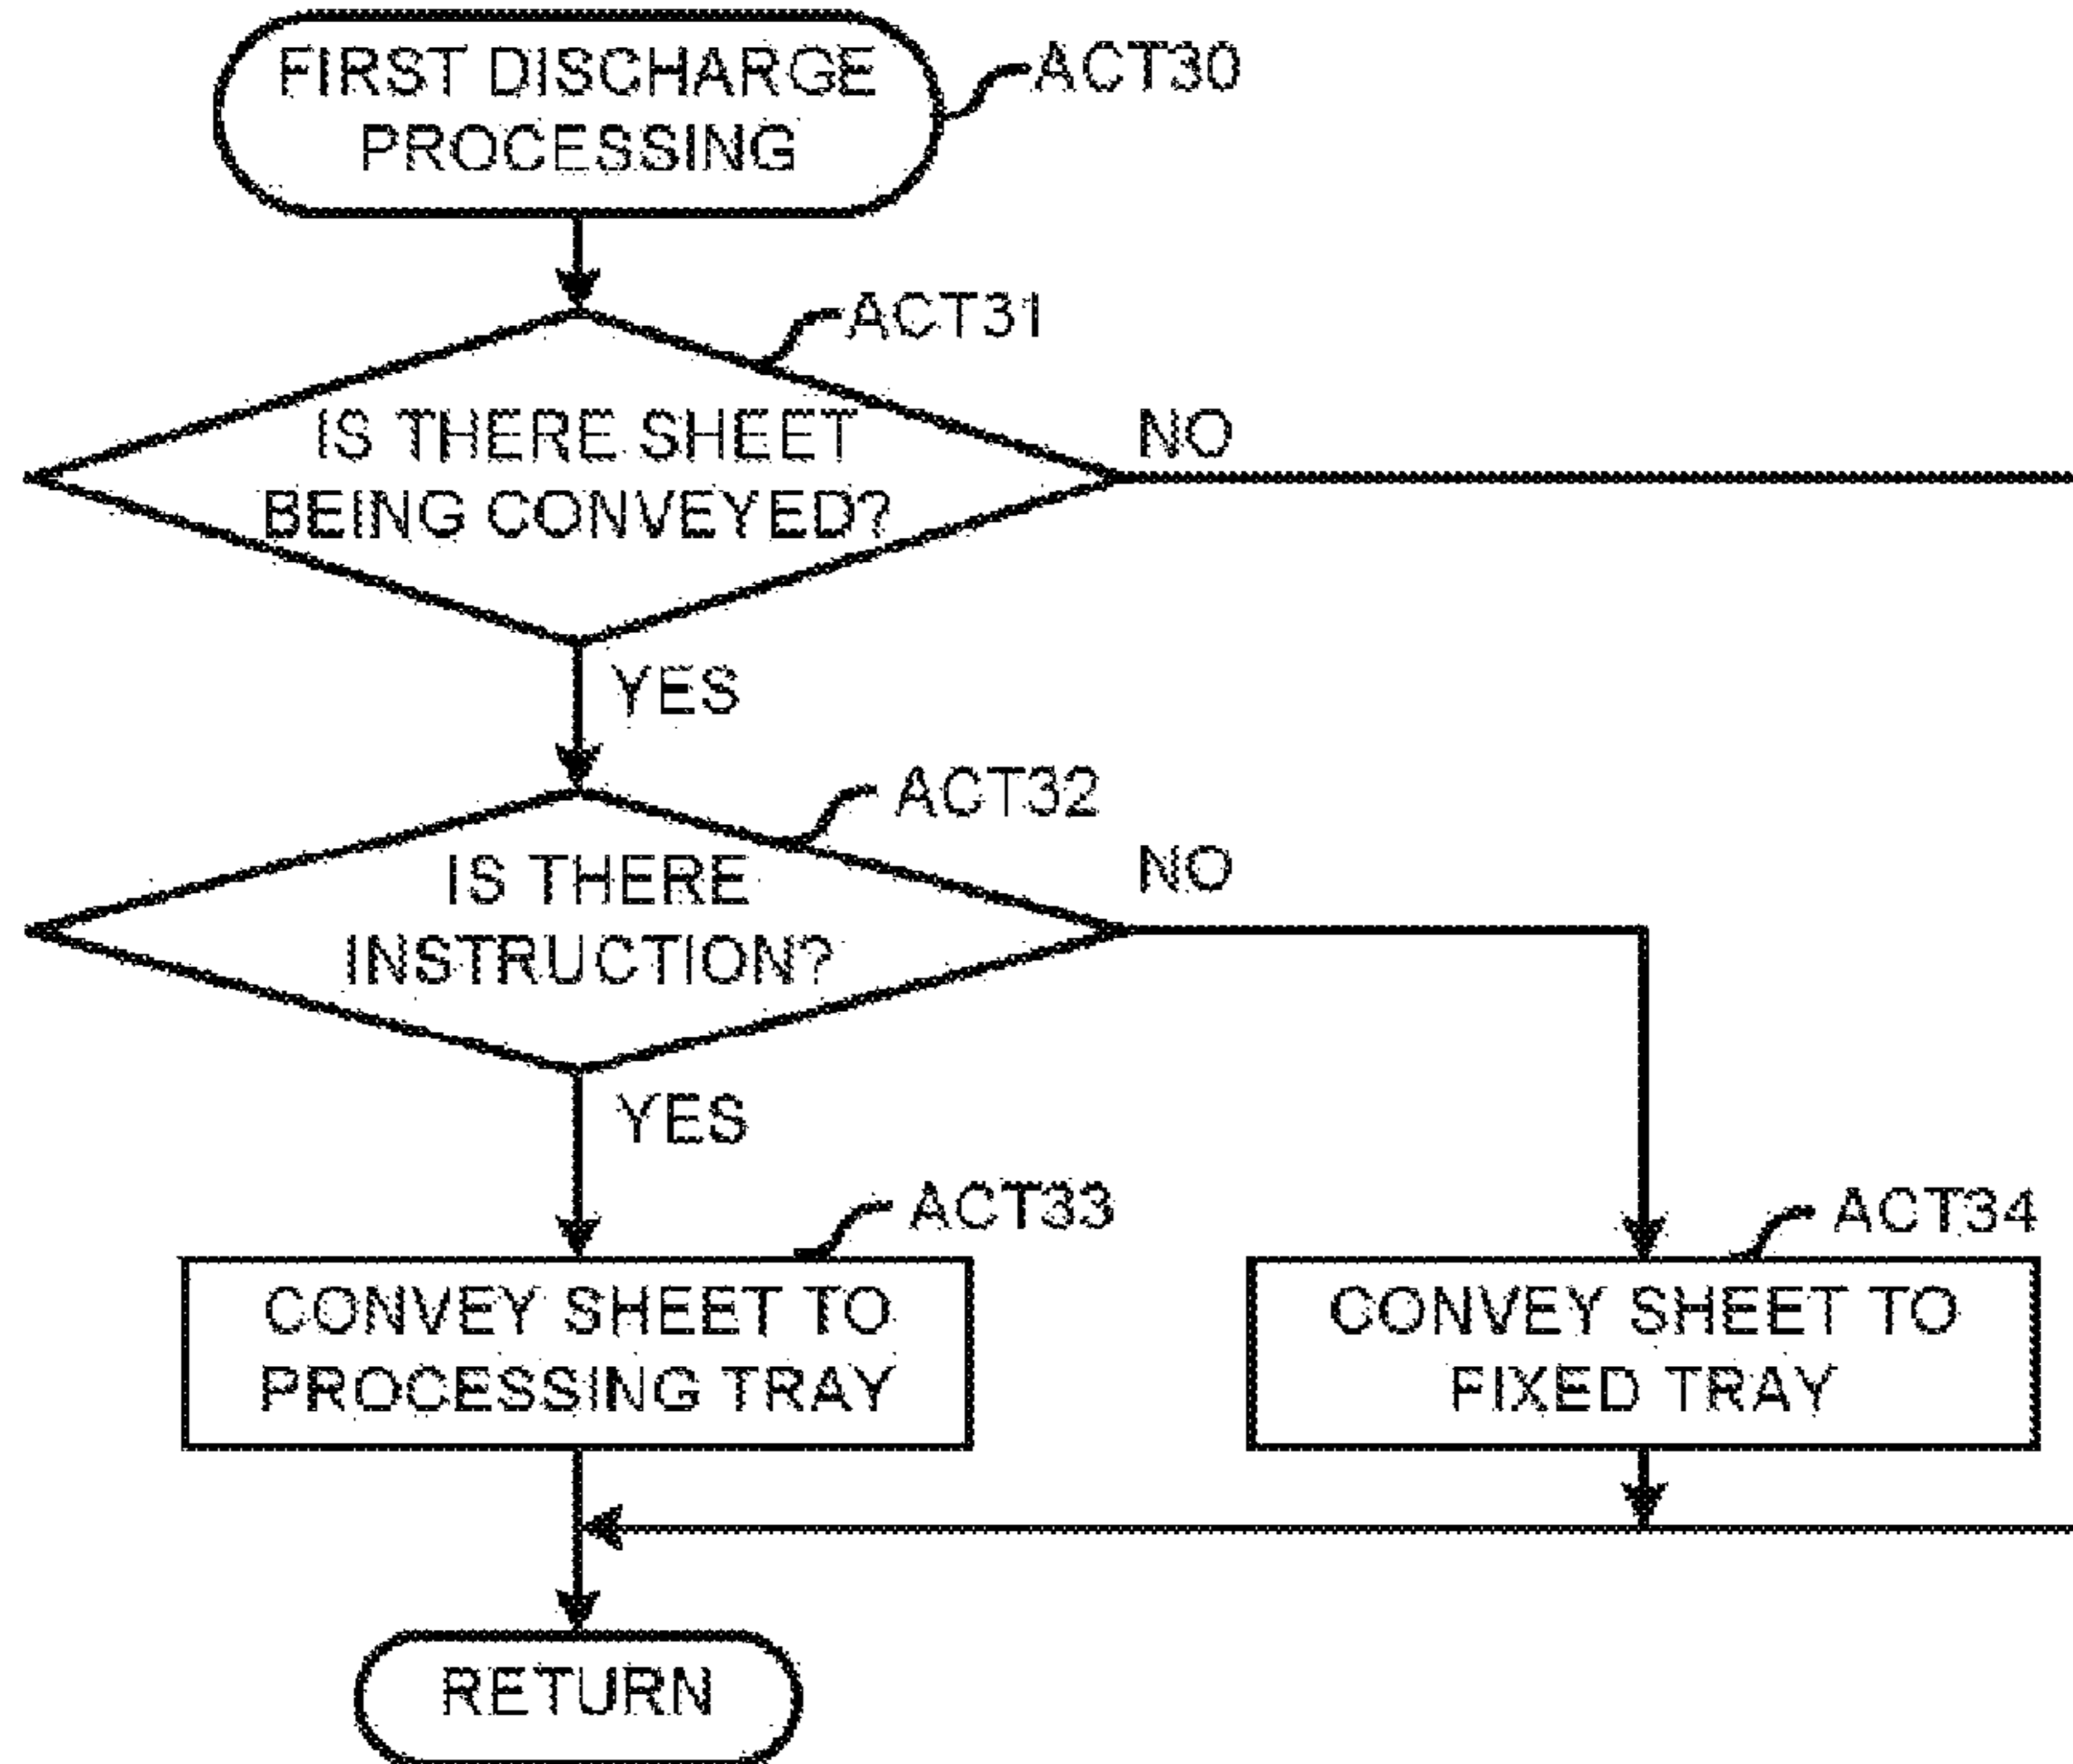 FIRST DISCHARGE
PROCESSING
ACT30
ACT31
IS THERE SHEET
BEING CONVEYED?
NO
YES
ACT32
IS THERE
INSTRUCTION?
NO
YES
ACT33
CONVEY SHEET TO
PROCESSING TRAY
ACT34
CONVEY SHEET TO
FIXED TRAY
RETURN